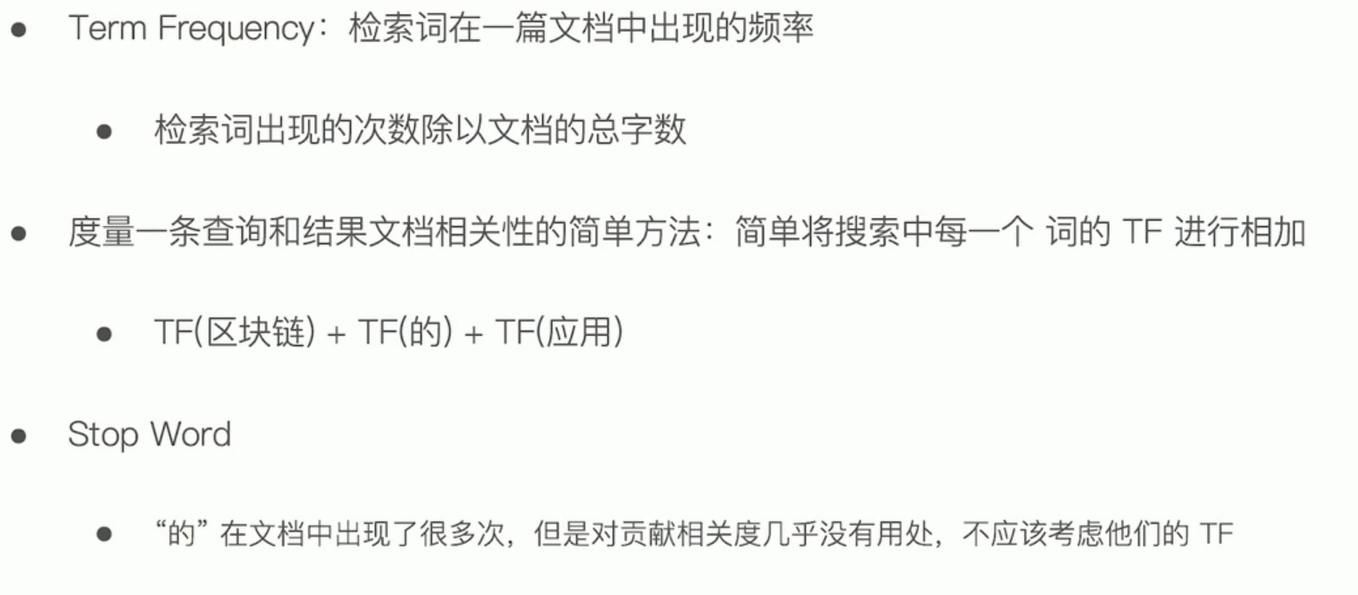 ● Term Frequency：检索词在一篇文档中出现的频率
● 检索词出现的次数除以文档的总字数
● 度量一条查询和结果文档相关性的简单方法：简单将搜索中每一个 词的 TF 进行相加
● TF(区块链) + TF(的) + TF(应用)
● Stop Word
● “的” 在文档中出现了很多次，但是对贡献相关度几乎没有用处，不应该考虑他们的 TF